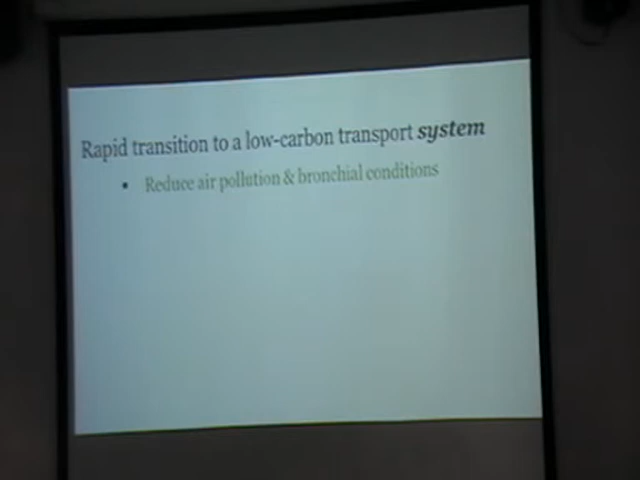 Rapid transition to a low-carbon transport system
• Reduce air pollution & bronchial conditions